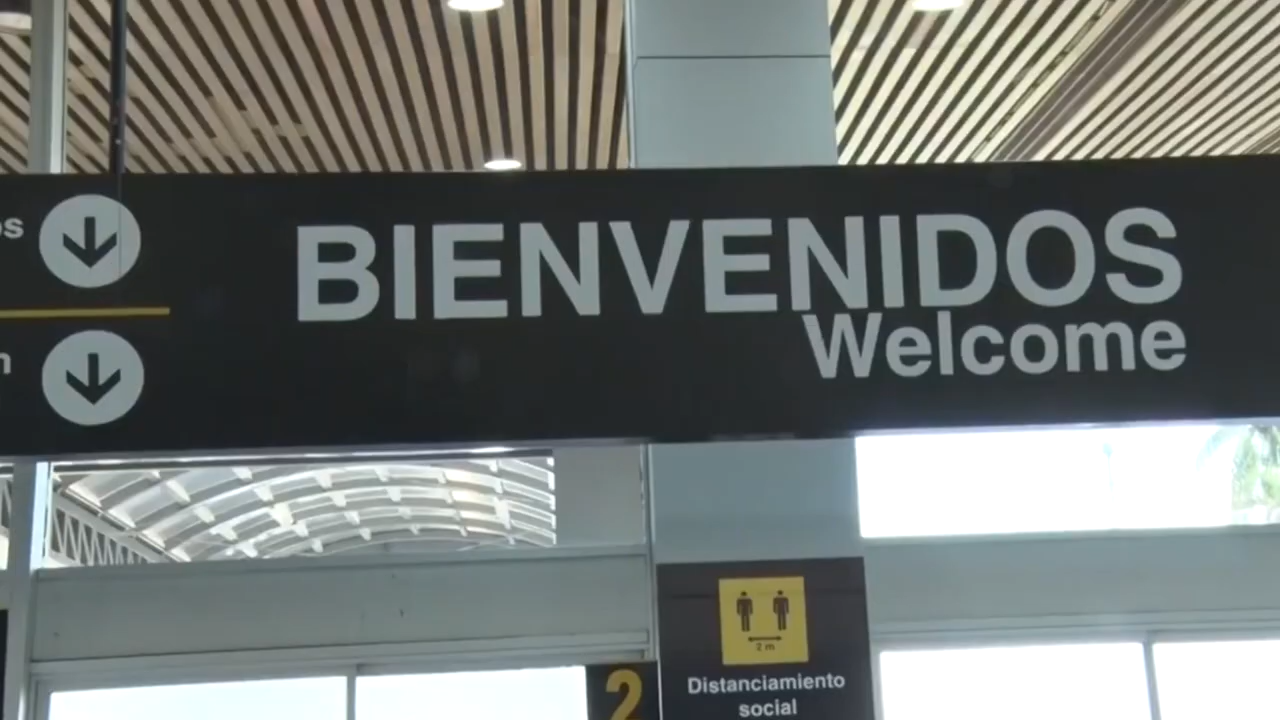 BIENVENIDOS
Welcome
2 m
2
Distanciamiento
social